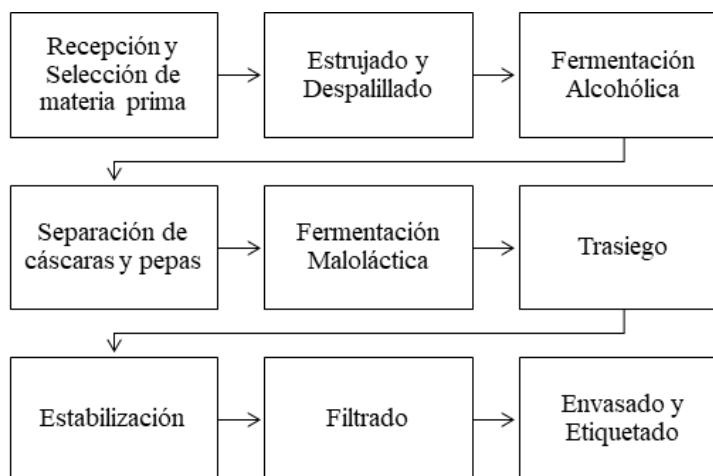 Recepción y
Selección de
materia prima
Estrujado y
Despalillado
Fermentación
Alcohólica
Separación de
cáscaras y pepas
Fermentación
Maloláctica
Trasiego
Estabilización
Filtrado
Envasado y
Etiquetado